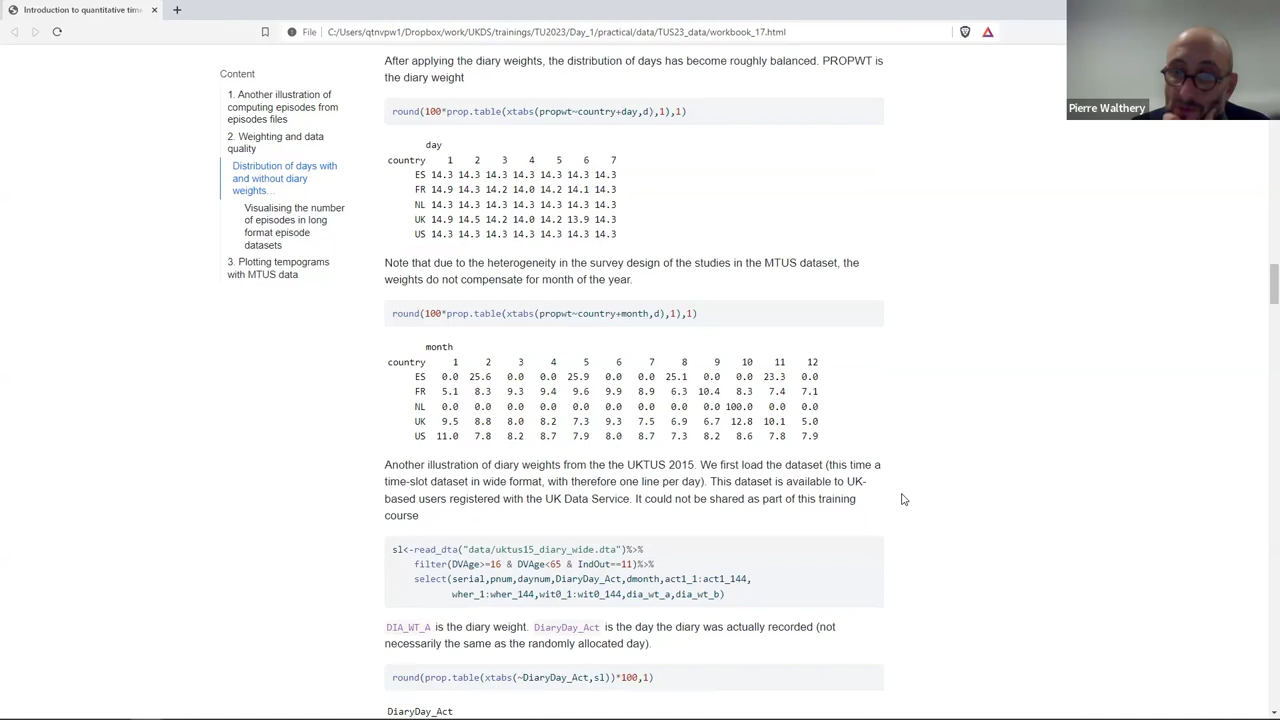 Introduction to quantitative time
File
C:/Users/qtnvpw1/Dropbox/work/UKDS/trainings/TU2023/Day_1/practical/data/TUS23_data/workbook_17.html
Pierre Walthery
Content
1. Another illustration of
computing episodes from
episodes files
2. Weighting and data
quality
Distribution of days with
and without diary
weights…
Visualising the number
of episodes in long
format episode
datasets
3. Plotting tempograms
with MTUS data
After applying the diary weights, the distribution of days has become roughly balanced. PROPWT is
the diary weight
round(100*prop.table(xtabs(propwt~country+day,d),1),1)
day
country 1 2 3 4 5 6 7
ES 14.3 14.3 14.3 14.3 14.3 14.3 14.3
FR 14.9 14.3 14.2 14.0 14.2 14.1 14.3
NL 14.3 14.3 14.3 14.3 14.3 14.3 14.3
UK 14.9 14.5 14.2 14.0 14.2 13.9 14.3
US 14.3 14.3 14.3 14.3 14.3 14.3 14.3
Note that due to the heterogeneity in the survey design of the studies in the MTUS dataset, the
weights do not compensate for month of the year.
round(100*prop.table(xtabs(propwt~country+month,d),1),1)
month
country 1 2 3 4 5 6 7 8 9 10 11 12
ES 0.0 25.6 0.0 0.0 25.9 0.0 0.0 25.1 0.0 0.0 23.3 0.0
FR 5.1 8.3 9.3 9.4 9.6 9.9 8.9 6.3 10.4 8.3 7.4 7.1
NL 0.0 0.0 0.0 0.0 0.0 0.0 0.0 0.0 0.0 100.0 0.0 0.0
UK 9.5 8.8 8.0 8.2 7.3 9.3 7.5 6.9 6.7 12.8 10.1 5.0
US 11.0 7.8 8.2 8.7 7.9 8.0 8.7 7.3 8.2 8.6 7.8 7.9
Another illustration of diary weights from the the UKTUS 2015. We first load the dataset (this time a
time-slot dataset in wide format, with therefore one line per day). This dataset is available to UK-
based users registered with the UK Data Service. It could not be shared as part of this training
course
sl<-read_dta("data/uktus15_diary_wide.dta")%>%
filter(DVAge>=16 & DVAge<65 & IndOut==11)%>%
select(serial,pnum,daynum,DiaryDay_Act,dmonth,act1_1:act1_144,
wher_1:wher_144,wit0_1:wit0_144,dia_wt_a,dia_wt_b)
DIA_WT_A is the diary weight. DiaryDay_Act is the day the diary was actually recorded (not
necessarily the same as the randomly allocated day).
round(prop.table(xtabs(~DiaryDay_Act,sl))*100,1)
DiaryDay_Act